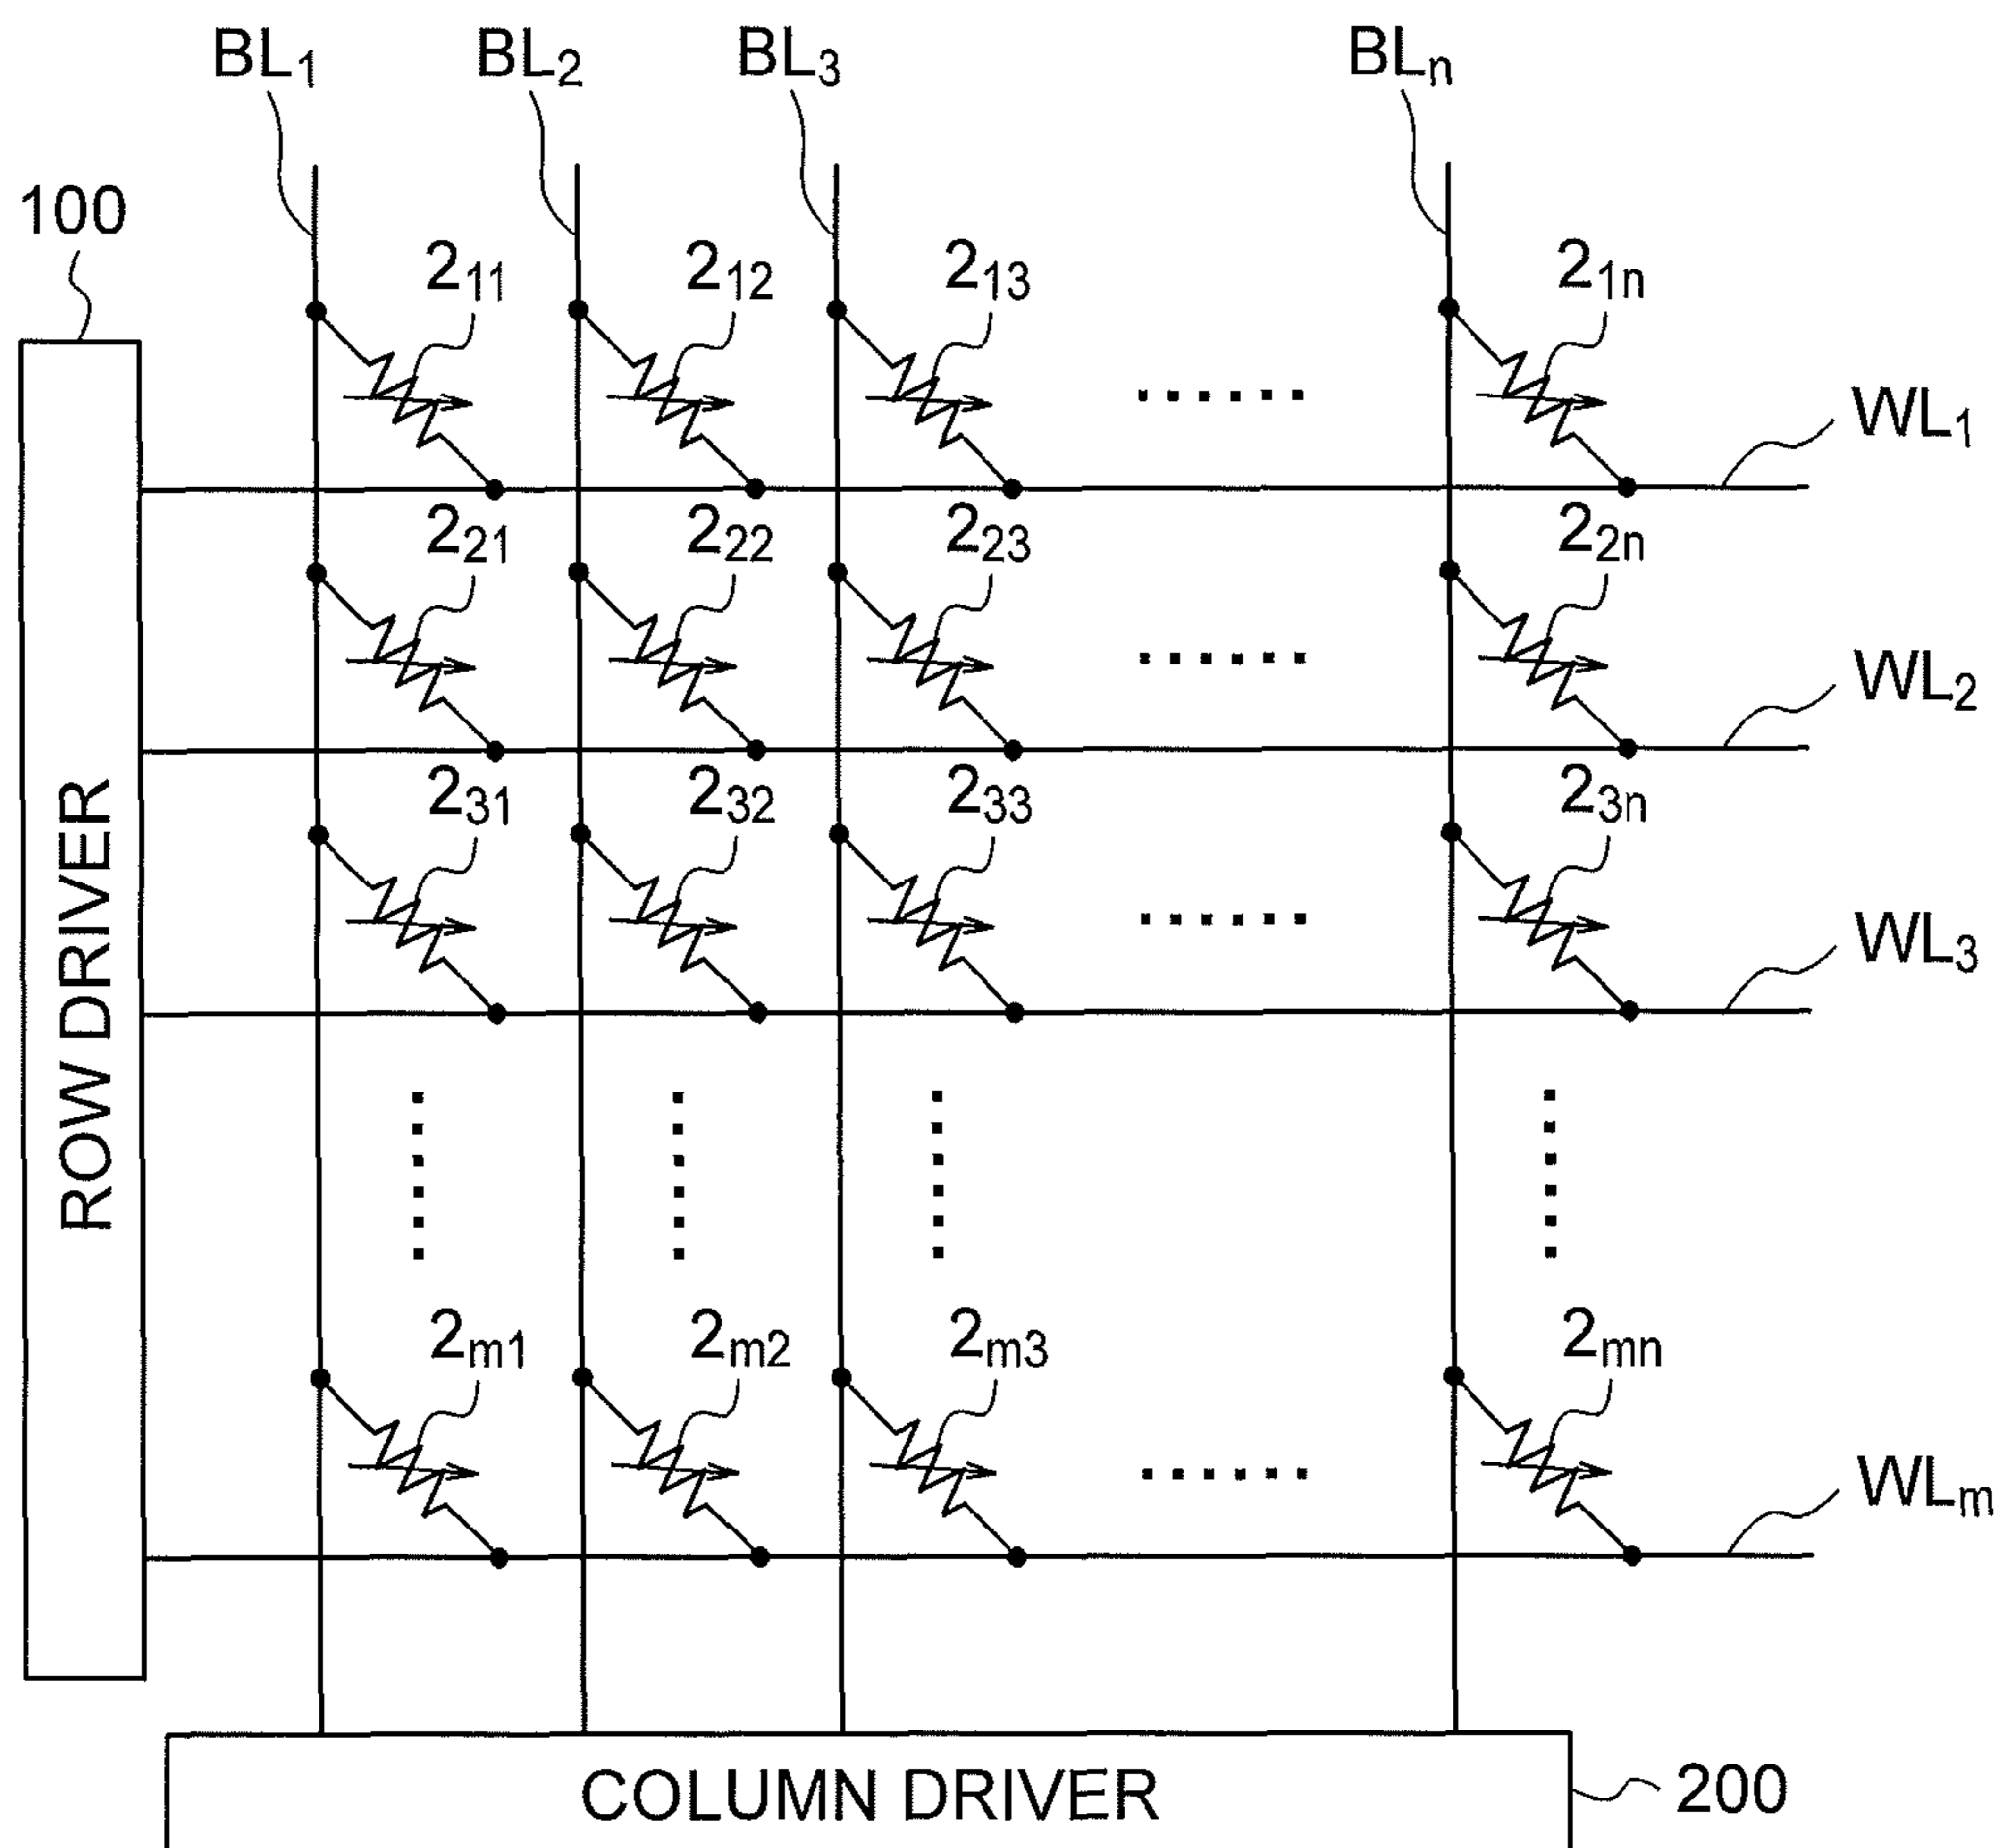 BL₁ BL₂ BL₃ BLₙ
100
2₁₁ 2₁₂ 2₁₃ 2₁ₙ
WL₁
2₂₁ 2₂₂ 2₂₃ 2₂ₙ
WL₂
2₃₁ 2₃₂ 2₃₃ 2₃ₙ
WL₃
ROW DRIVER
2ₘ₁ 2ₘ₂ 2ₘ₃ 2ₘₙ
WLₘ
COLUMN DRIVER 200